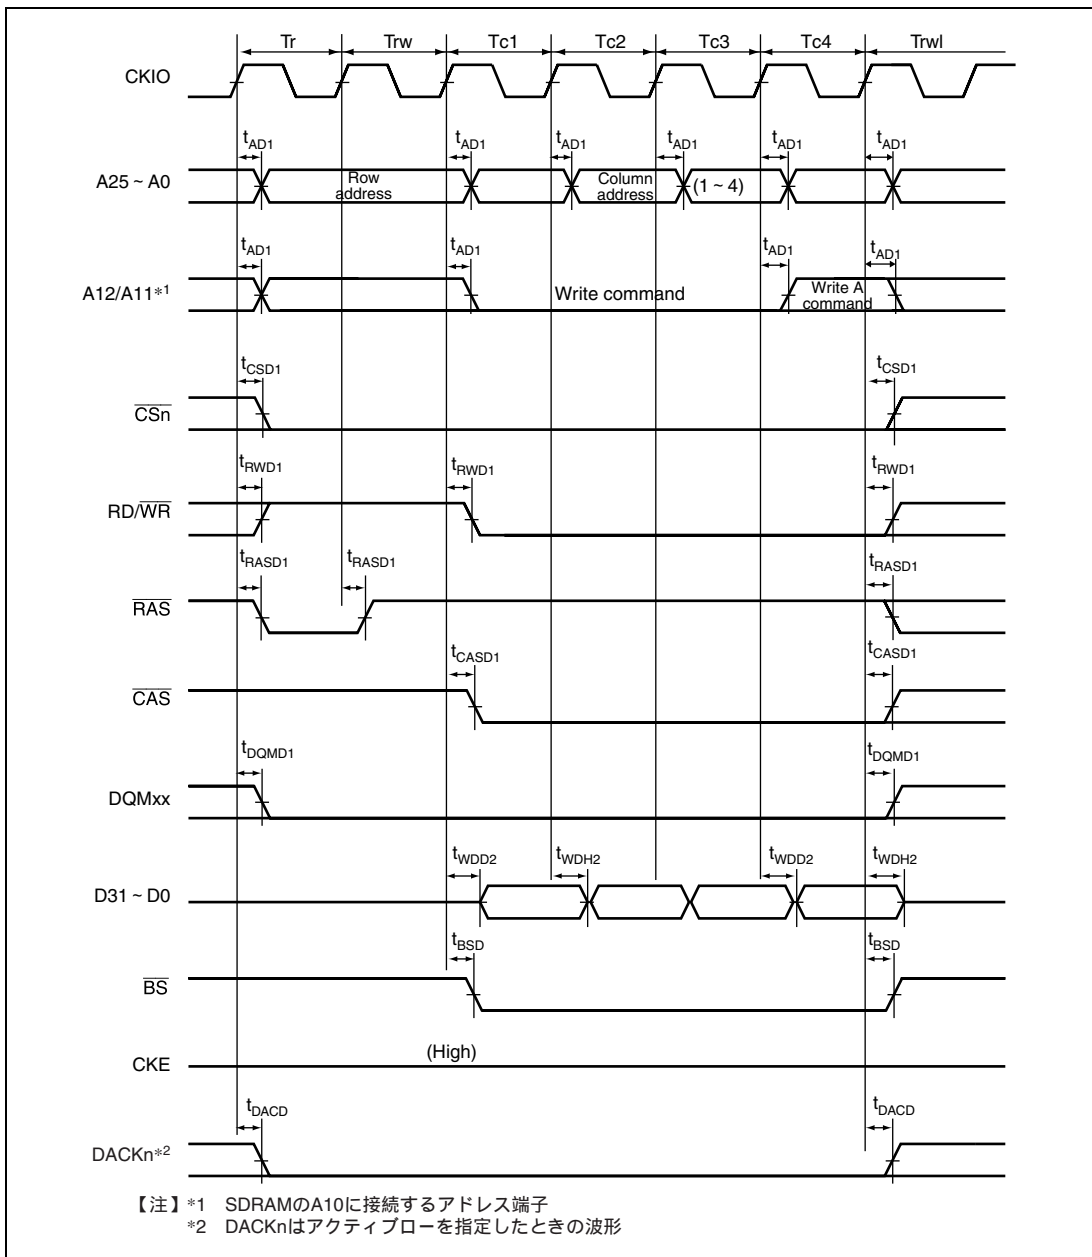 Tr Trw Tc1 Tc2 Tc3 Tc4 Trwl
CKIO
tAD1 tAD1 tAD1 tAD1 tAD1 tAD1
A25 ~ A0 Row address Column address (1 ~ 4)
tAD1 tAD1 tAD1 tAD1
A12/A11*1 Write command Write A command
tCSD1 tCSD1
CSn
tRWD1 tRWD1 tRWD1
RD/WR
tRASD1 tRASD1 tRASD1
RAS
tCASD1 tCASD1
CAS
tDQMD1 tDQMD1
DQMxx
tWDD2 tWDH2 tWDD2 tWDH2
D31 ~ D0
tBSD tBSD
BS
(High)
CKE
tDACD tDACD
DACKn*2
【注】*1 SDRAMのA10に接続するアドレス端子
*2 DACKnはアクティブローを指定したときの波形